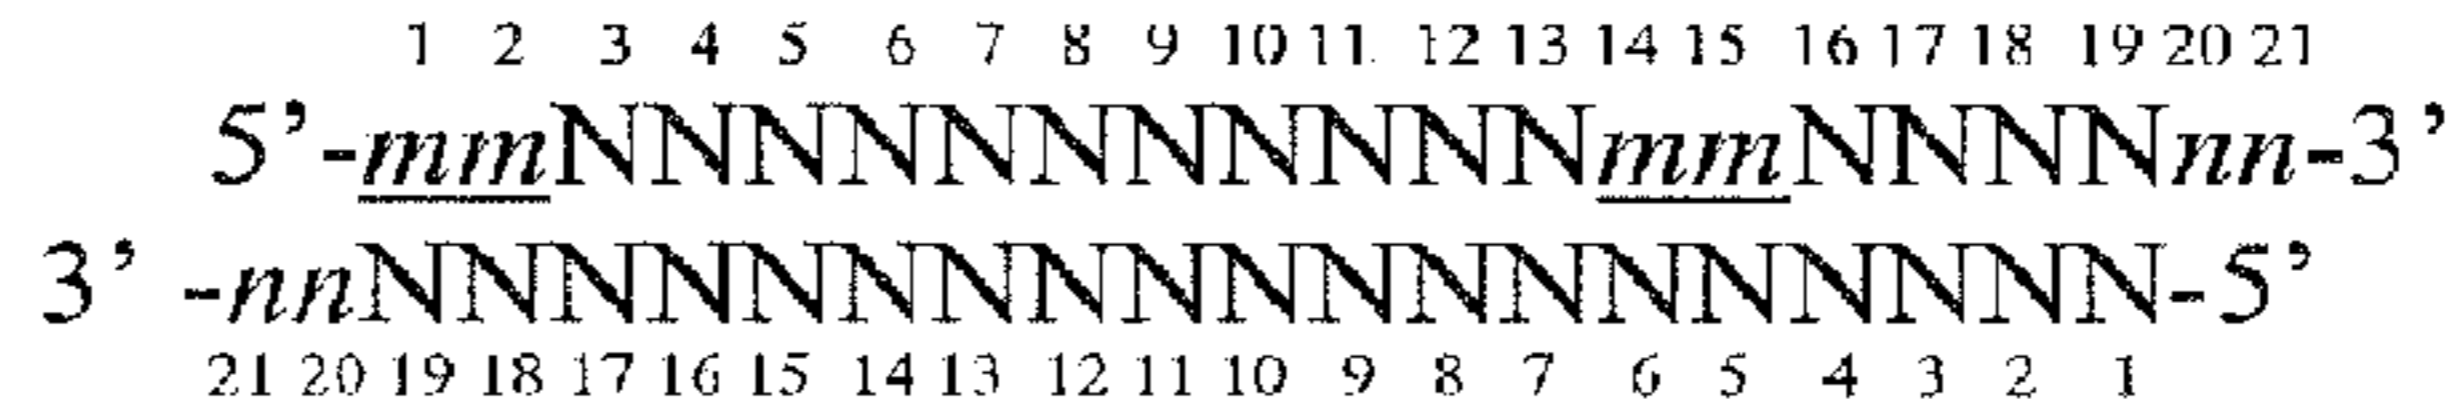 1 2 3 4 5 6 7 8 9 10 11 12 13 14 15 16 17 18 19 20 21
5’-mmNNNNNNNNNNNmmNNNNnn-3’
3’-nnNNNNNNNNNNNNNNNNNNN-5’
21 20 19 18 17 16 15 14 13 12 11 10 9 8 7 6 5 4 3 2 1